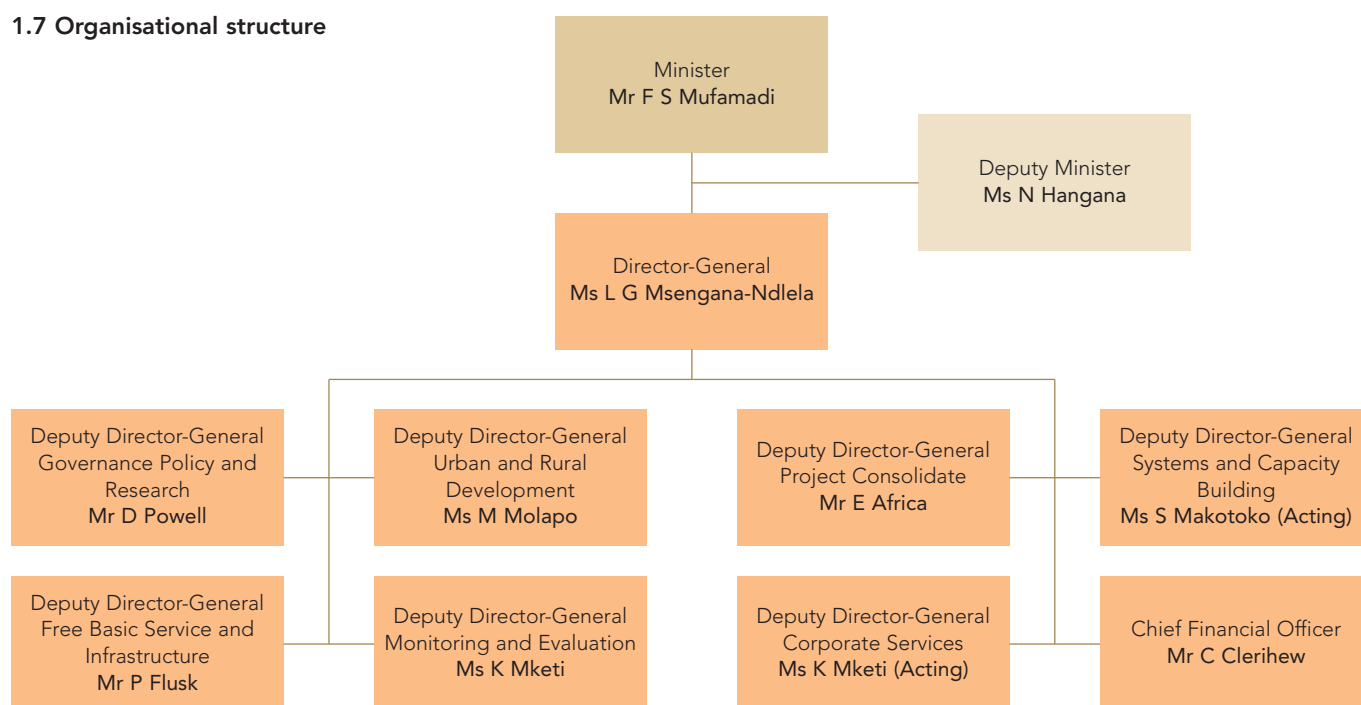 1.7 Organisational structure
Minister
Mr F S Mufamadi
Deputy Minister
Ms N Hangana
Director-General
Ms L G Msengana-Ndlela
Deputy Director-General
Governance Policy and
Research
Mr D Powell
Deputy Director-General
Urban and Rural
Development
Ms M Molapo
Deputy Director-General
Project Consolidate
Mr E Africa
Deputy Director-General
Systems and Capacity
Building
Ms S Makotoko (Acting)
Deputy Director-General
Free Basic Service and
Infrastructure
Mr P Flusk
Deputy Director-General
Monitoring and Evaluation
Ms K Mketi
Deputy Director-General
Corporate Services
Ms K Mketi (Acting)
Chief Financial Officer
Mr C Clerihew